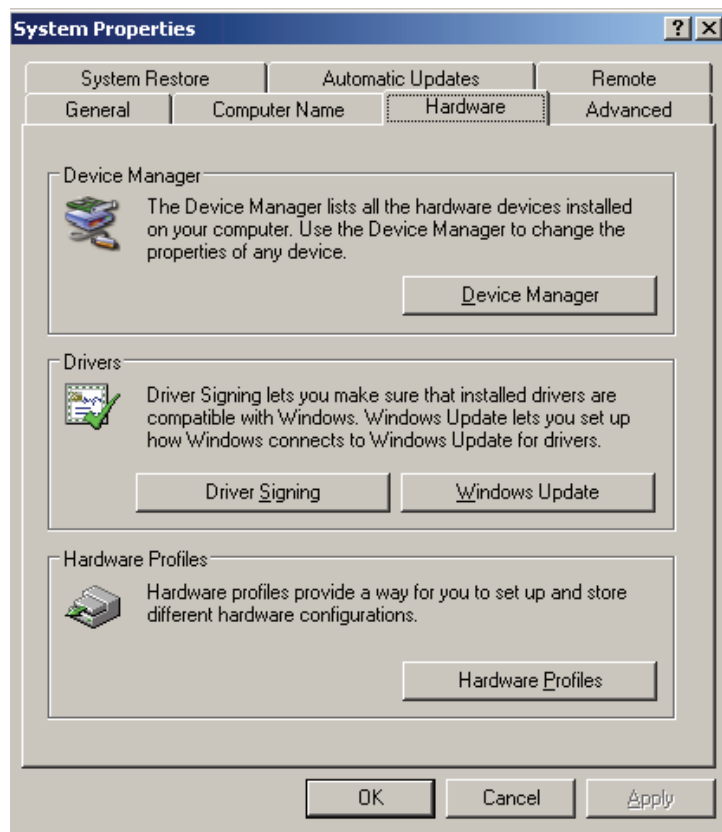 System Properties
System Restore
Automatic Updates
Remote
General
Computer Name
Hardware
Advanced
Device Manager
The Device Manager lists all the hardware devices installed
on your computer. Use the Device Manager to change the
properties of any device.
Device Manager
Drivers
Driver Signing lets you make sure that installed drivers are
compatible with Windows. Windows Update lets you set up
how Windows connects to Windows Update for drivers.
Driver Signing
Windows Update
Hardware Profiles
Hardware profiles provide a way for you to set up and store
different hardware configurations.
Hardware Profiles
OK
Cancel
Apply